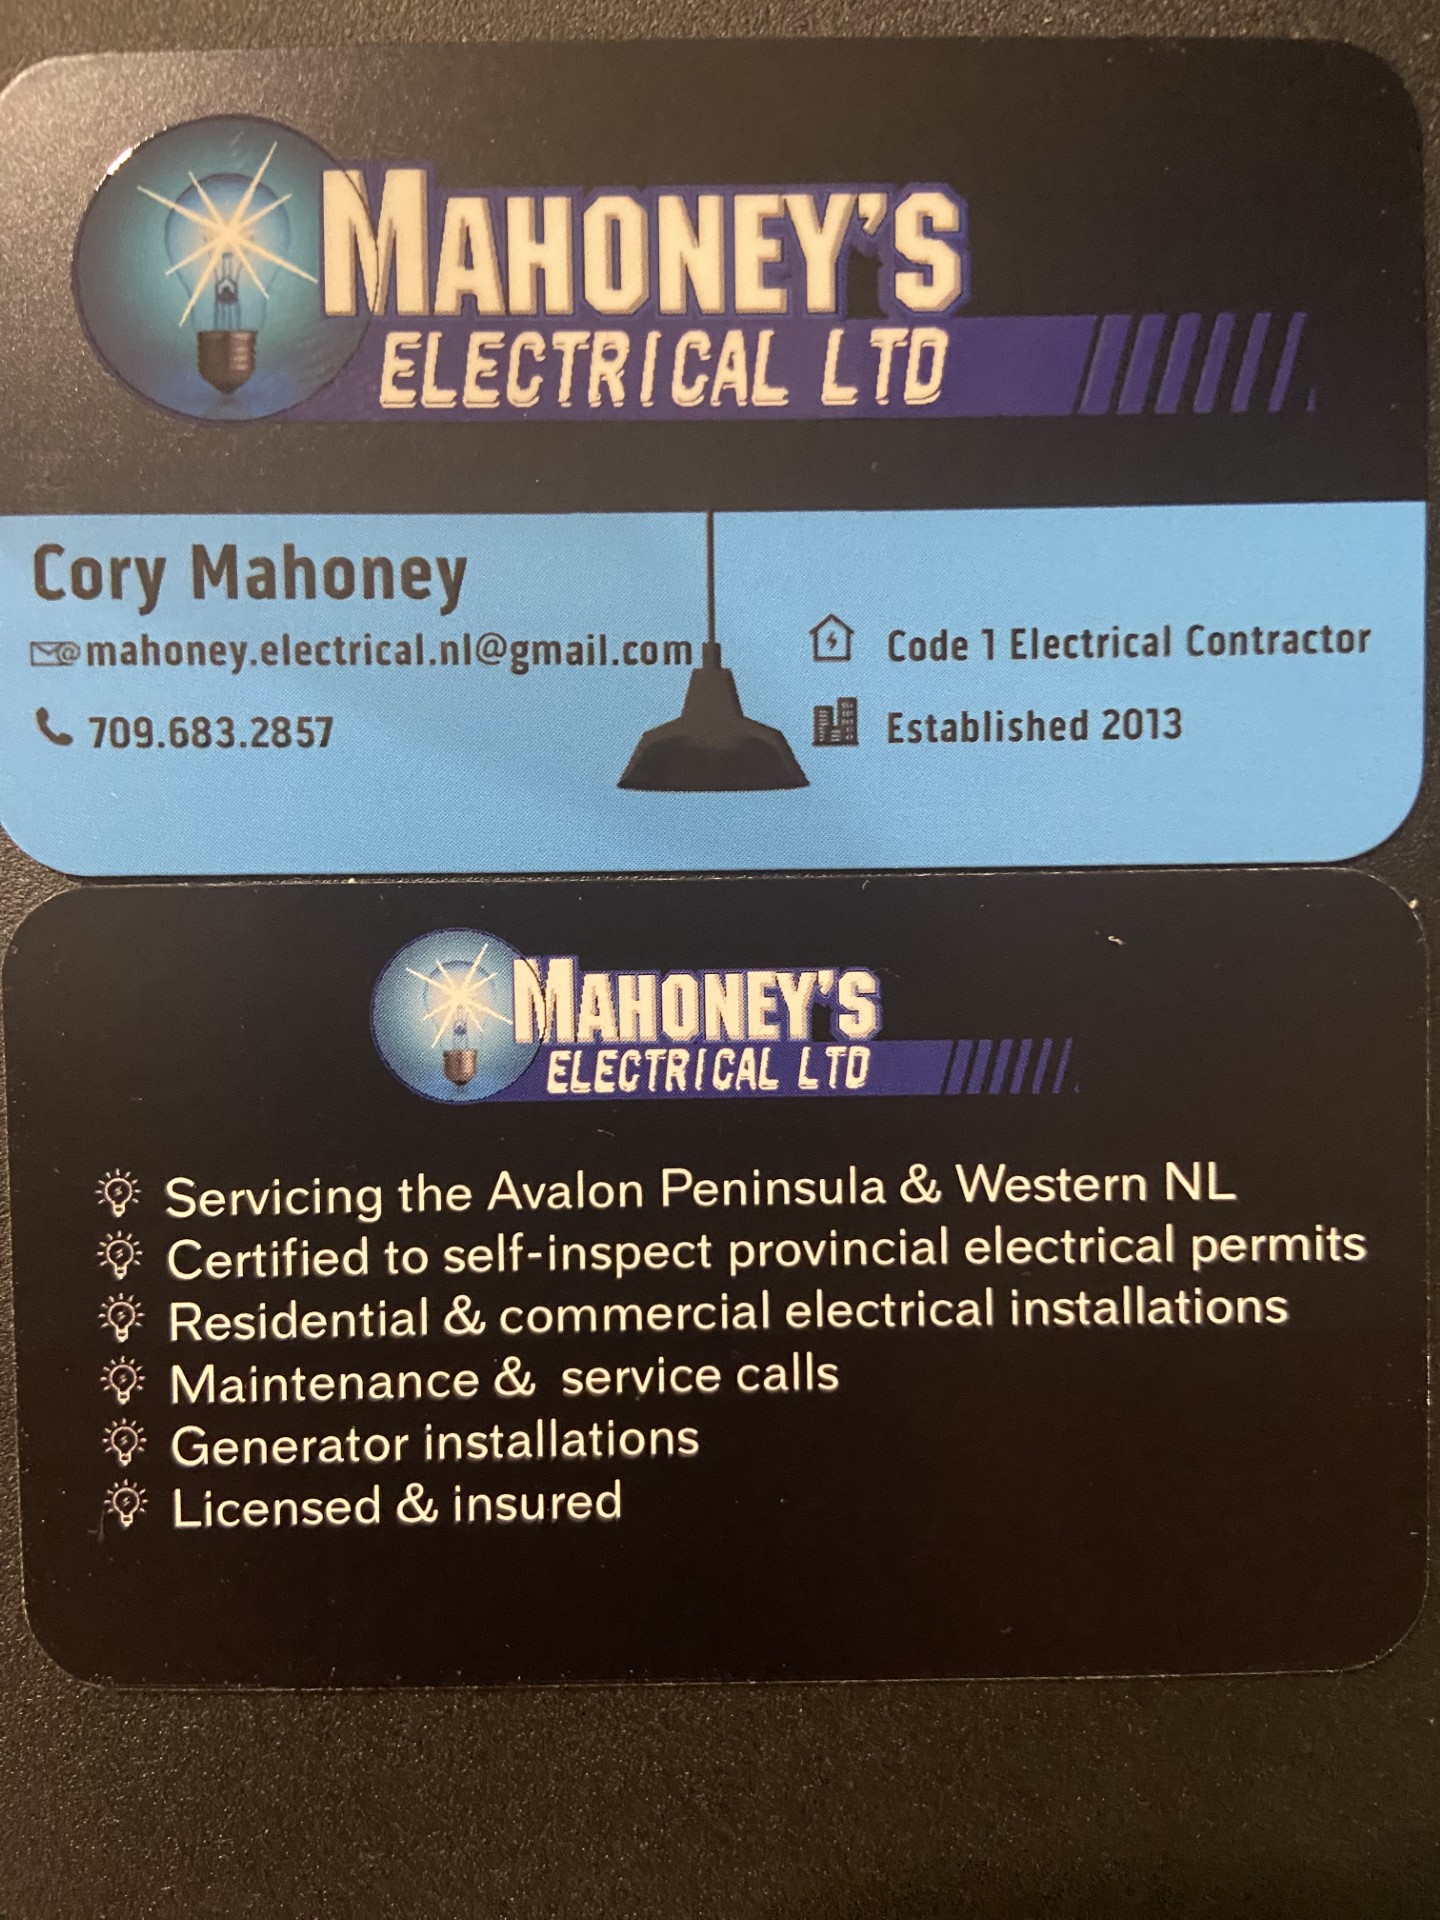 MAHONEY'S
ELECTRICAL LTD
Cory Mahoney
mahoney.electrical.nl@gmail.com
709.683.2857
Code 1 Electrical Contractor
Established 2013
MAHONEY'S
ELECTRICAL LTD
Servicing the Avalon Peninsula & Western NL
Certified to self-inspect provincial electrical permits
Residential & commercial electrical installations
Maintenance & service calls
Generator installations
Licensed & insured